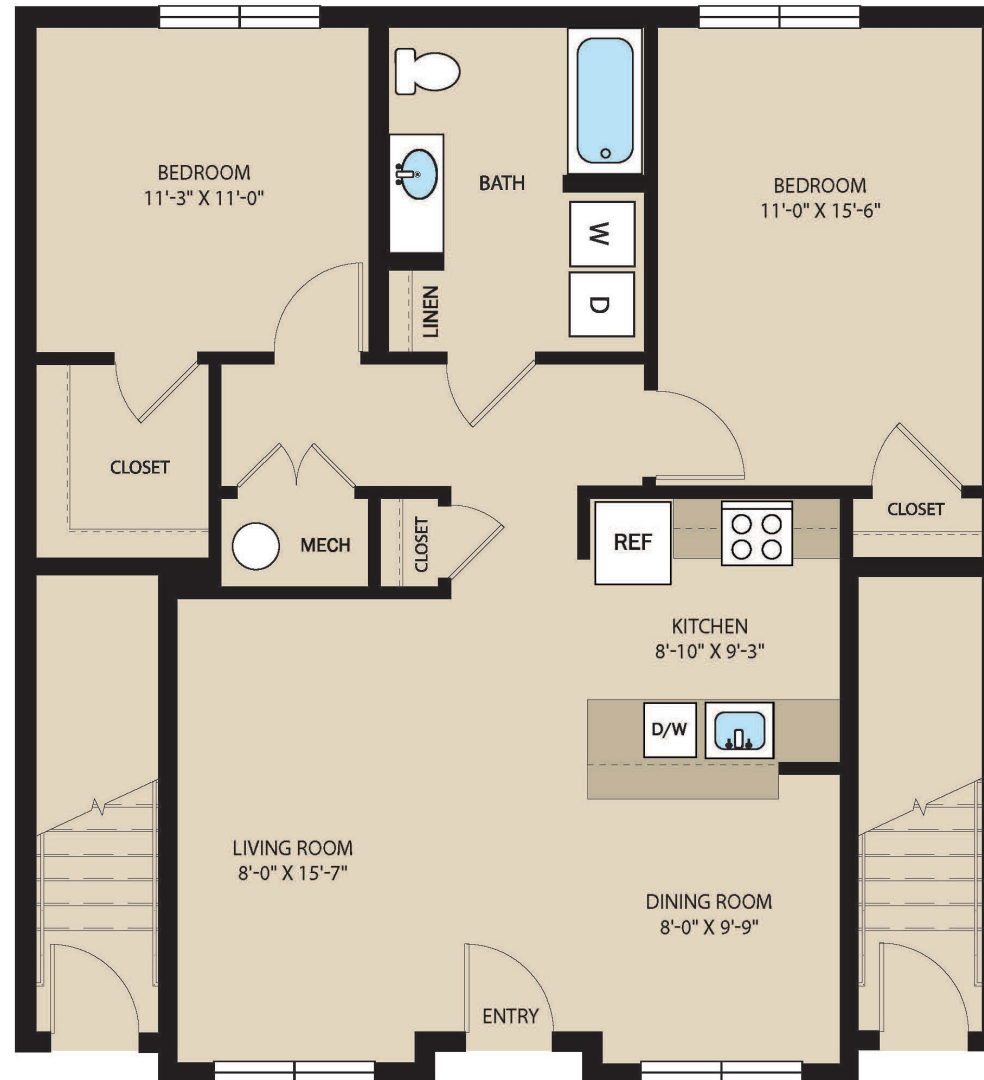 BEDROOM
11'-3" X 11'-0"
BATH
BEDROOM
11'-0" X 15'-6"
W
D
LINEN
CLOSET
MECH
CLOSET
REF
CLOSET
KITCHEN
8'-10" X 9'-3"
D/W
LIVING ROOM
8'-0" X 15'-7"
DINING ROOM
8'-0" X 9'-9"
ENTRY